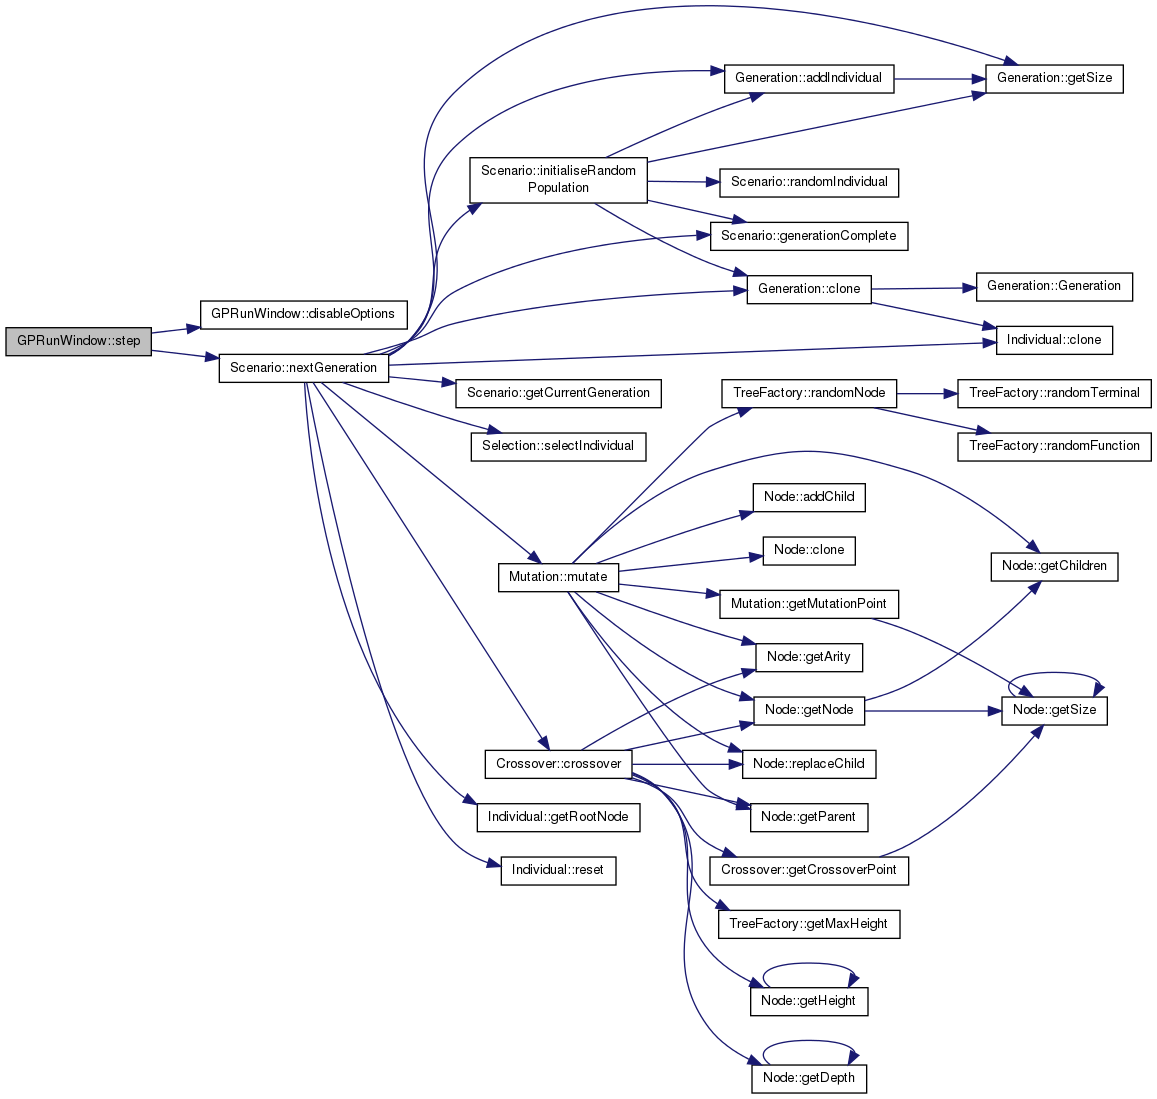 GPRunWindow::step
GPRunWindow::disableOptions
Scenario::nextGeneration
Scenario::initialiseRandom
Population
Scenario::getCurrentGeneration
Selection::selectIndividual
Mutation::mutate
Crossover::crossover
Individual::getRootNode
Individual::reset
Generation::addIndividual
Scenario::randomIndividual
Scenario::generationComplete
Generation::clone
TreeFactory::randomNode
Node::addChild
Node::clone
Mutation::getMutationPoint
Node::getArity
Node::getNode
Node::replaceChild
Node::getParent
Crossover::getCrossoverPoint
TreeFactory::getMaxHeight
Node::getHeight
Node::getDepth
Generation::getSize
Generation::Generation
Individual::clone
TreeFactory::randomTerminal
TreeFactory::randomFunction
Node::getChildren
Node::getSize